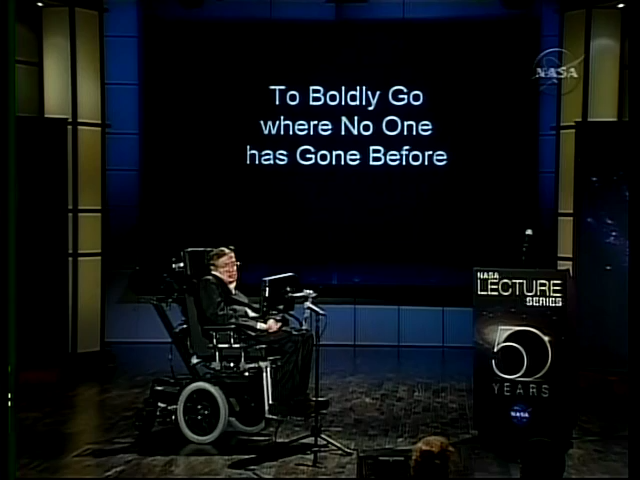 NASA
To Boldly Go
where No One
has Gone Before
NASA
LECTURE
SERIES
50
YEARS
NASA